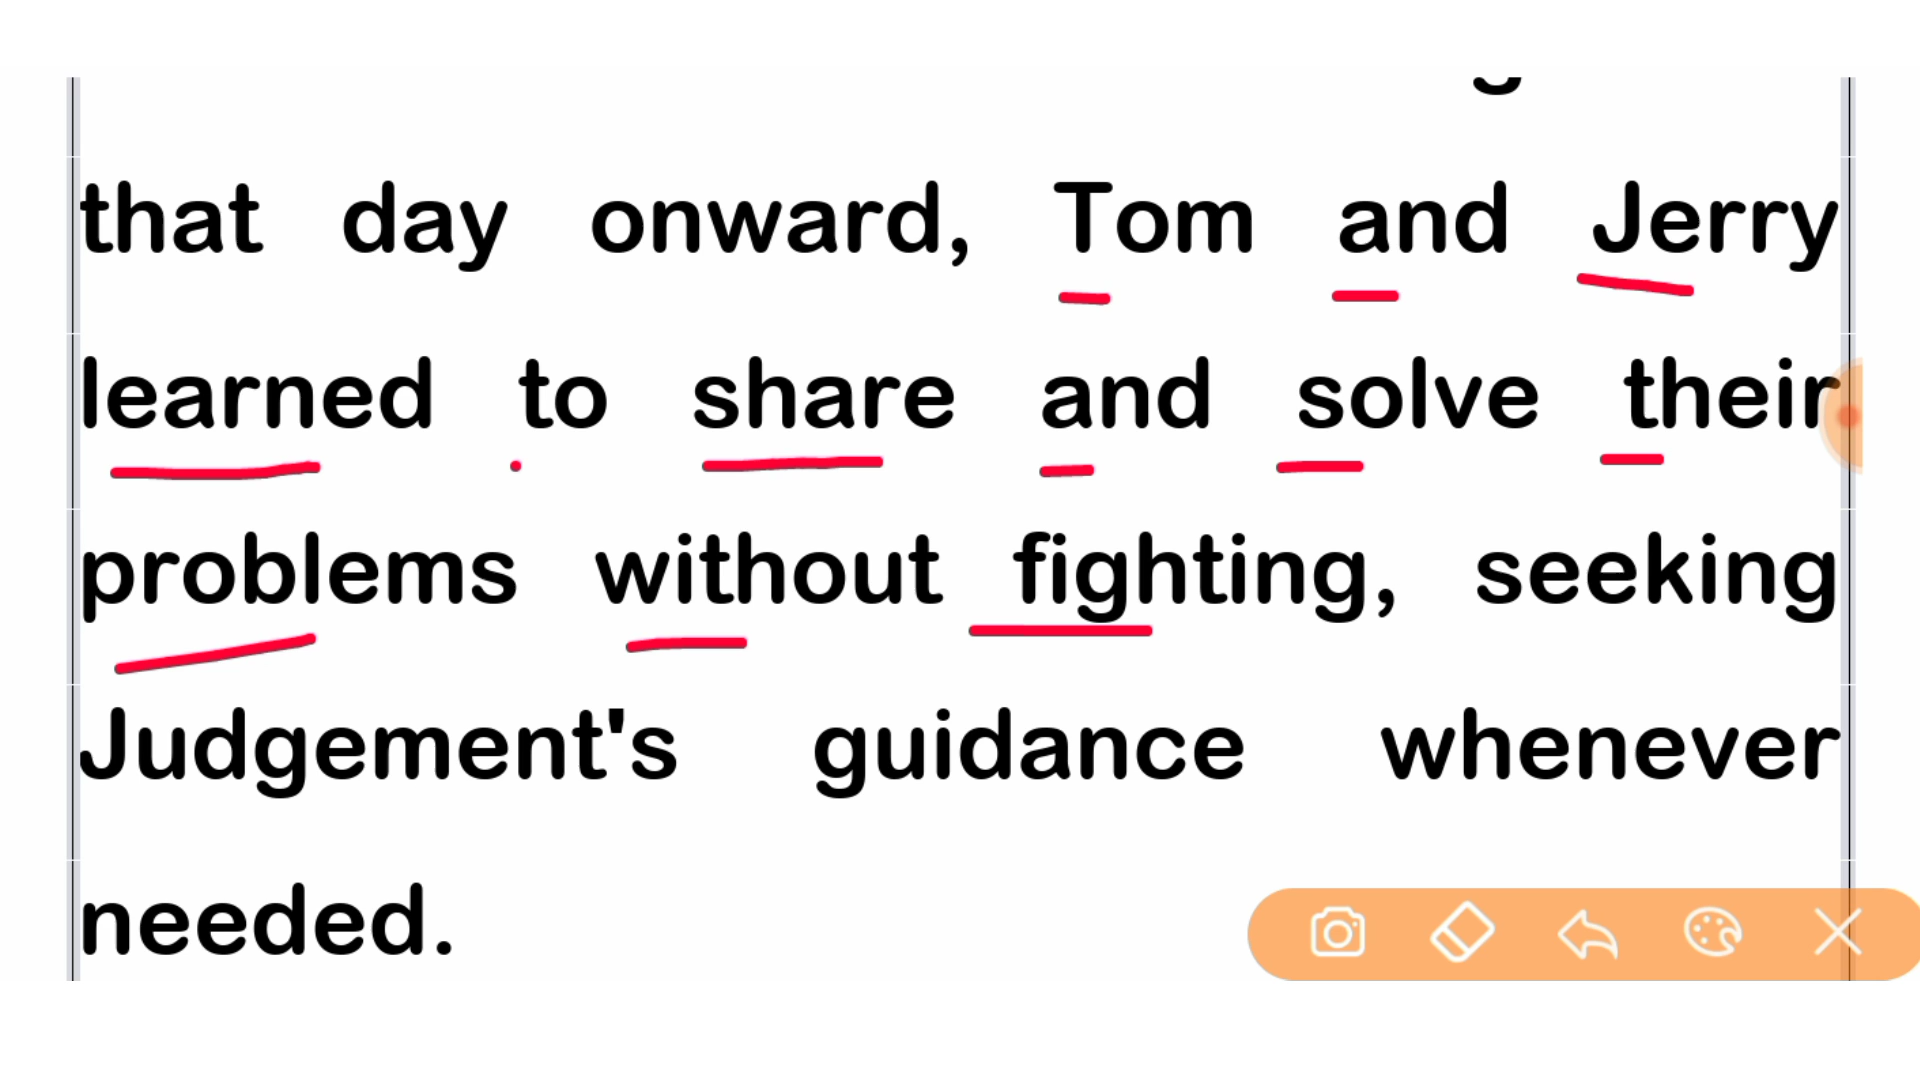 that day onward, Tom and Jerry
learned to share and solve their
problems without fighting, seeking
Judgement's guidance whenever
needed.